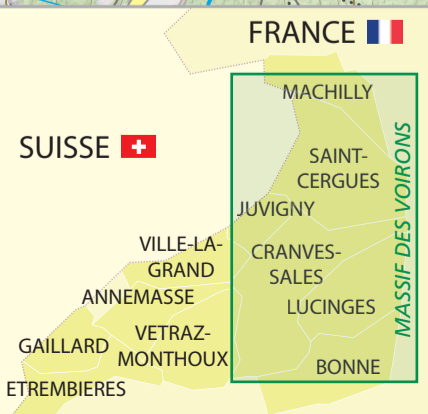 FRANCE
MACHILLY
SUISSE
SAINT-
CERGUES
JUVIGNY
MASSIF DES VOIRONS
VILLE-LA-
GRAND
CRANVES-
SALES
ANNEMASSE
LUCINGES
VETRAZ-
MONTHOUX
GAILLARD
BONNE
ETREMBIERES